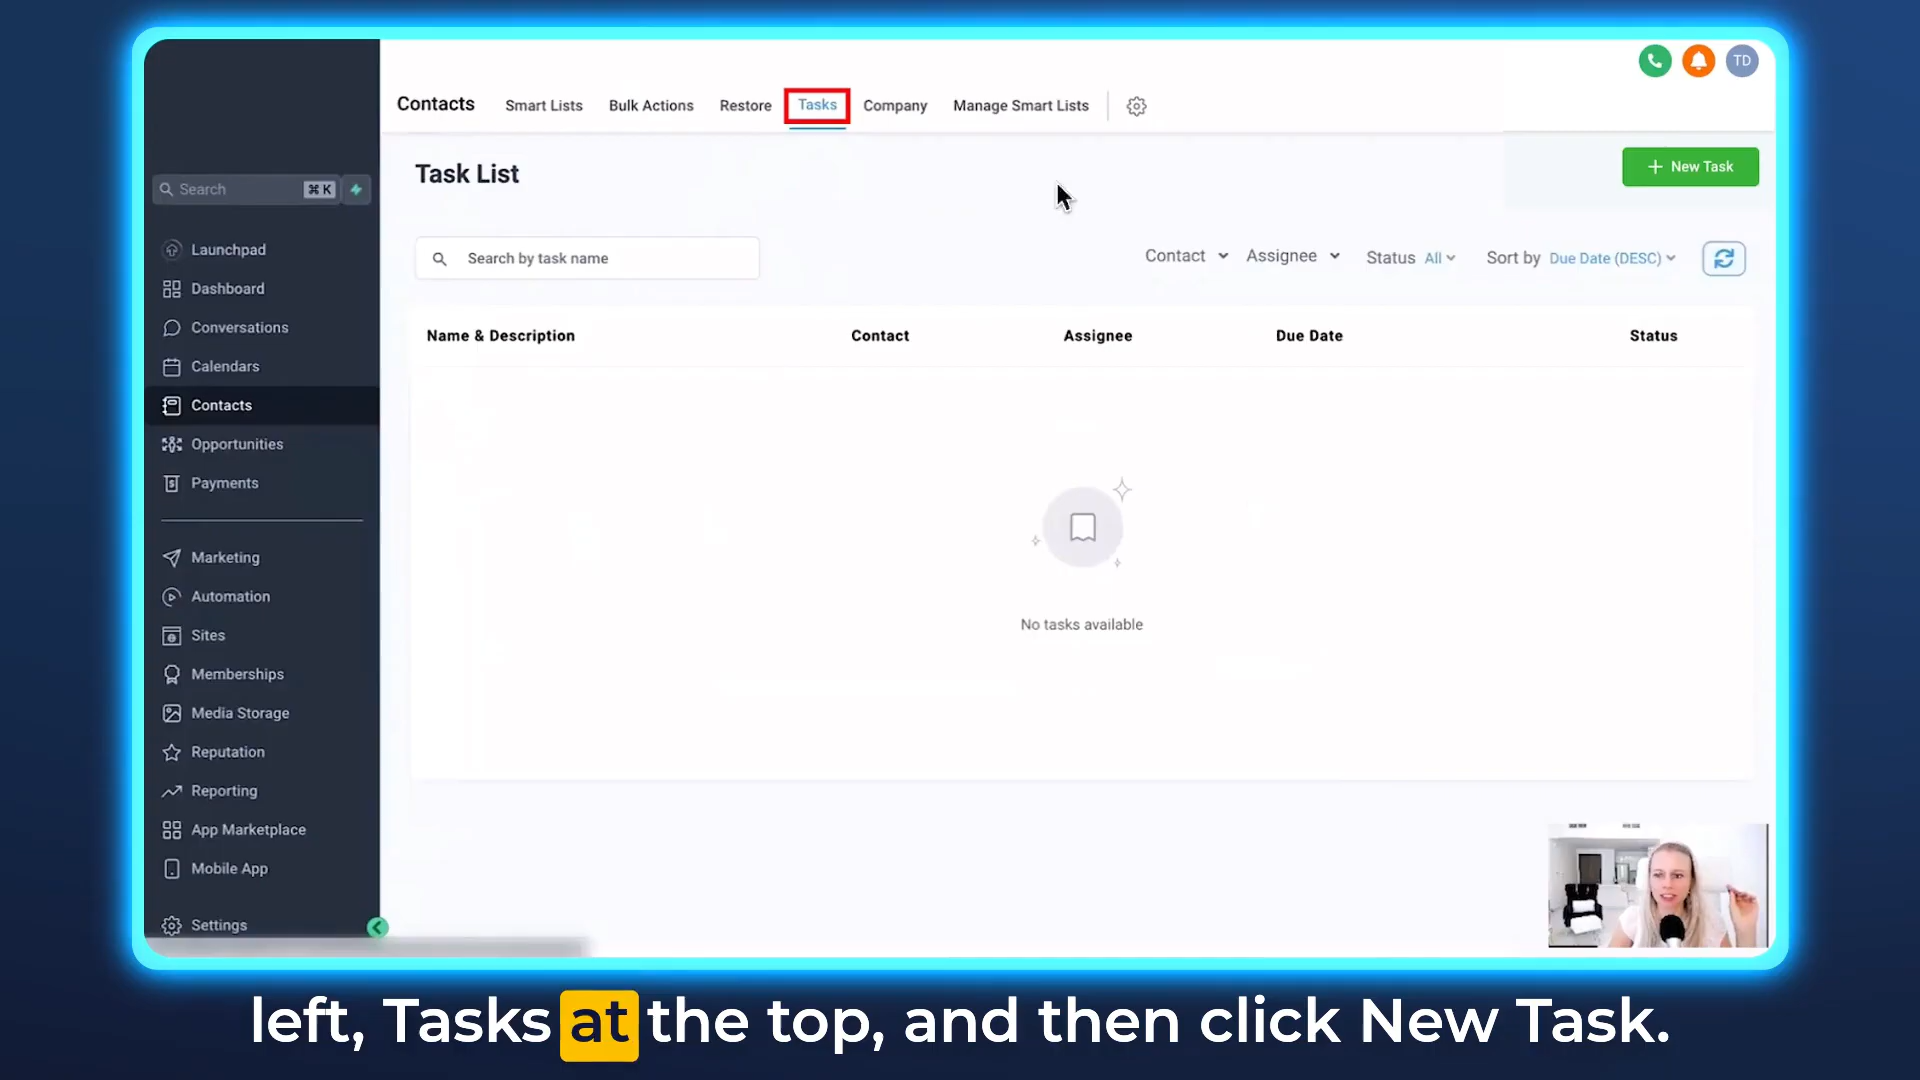 TD
Contacts Smart Lists Bulk Actions Restore Tasks Company Manage Smart Lists
Task List
+ New Task
Search ⌘ K
Search by task name
Contact Assignee Status All Sort by Due Date (DESC)
Name & Description Contact Assignee Due Date Status
No tasks available
Launchpad
Dashboard
Conversations
Calendars
Contacts
Opportunities
Payments
Marketing
Automation
Sites
Memberships
Media Storage
Reputation
Reporting
App Marketplace
Mobile App
Settings
left, Tasks at the top, and then click New Task.